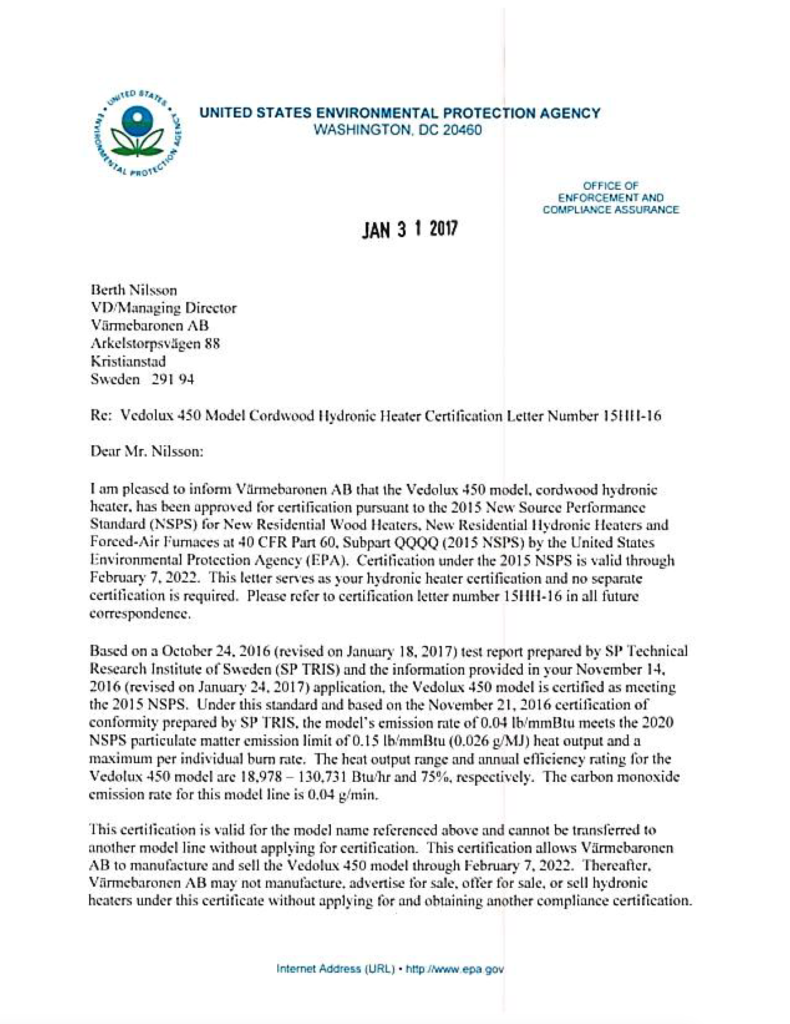 UNITED STATES
ENVIRONMENTAL PROTECTION AGENCY
UNITED STATES ENVIRONMENTAL PROTECTION AGENCY
WASHINGTON, DC 20460
OFFICE OF
ENFORCEMENT AND
COMPLIANCE ASSURANCE
JAN 3 1 2017
Berth Nilsson
VD/Managing Director
Värmebaronen AB
Arkelstorpsvägen 88
Kristianstad
Sweden 291 94
Re: Vedolux 450 Model Cordwood Hydronic Heater Certification Letter Number 15HH-16
Dear Mr. Nilsson:
I am pleased to inform Värmebaronen AB that the Vedolux 450 model, cordwood hydronic
heater, has been approved for certification pursuant to the 2015 New Source Performance
Standard (NSPS) for New Residential Wood Heaters, New Residential Hydronic Heaters and
Forced-Air Furnaces at 40 CFR Part 60, Subpart QQQQ (2015 NSPS) by the United States
Environmental Protection Agency (EPA). Certification under the 2015 NSPS is valid through
February 7, 2022. This letter serves as your hydronic heater certification and no separate
certification is required. Please refer to certification letter number 15HH-16 in all future
correspondence.
Based on a October 24, 2016 (revised on January 18, 2017) test report prepared by SP Technical
Research Institute of Sweden (SP TRIS) and the information provided in your November 14,
2016 (revised on January 24, 2017) application, the Vedolux 450 model is certified as meeting
the 2015 NSPS. Under this standard and based on the November 21, 2016 certification of
conformity prepared by SP TRIS, the model's emission rate of 0.04 lb/mmBtu meets the 2020
NSPS particulate matter emission limit of 0.15 lb/mmBtu (0.026 g/MJ) heat output and a
maximum per individual burn rate. The heat output range and annual efficiency rating for the
Vedolux 450 model are 18,978 – 130,731 Btu/hr and 75%, respectively. The carbon monoxide
emission rate for this model line is 0.04 g/min.
This certification is valid for the model name referenced above and cannot be transferred to
another model line without applying for certification. This certification allows Värmebaronen
AB to manufacture and sell the Vedolux 450 model through February 7, 2022. Thereafter,
Värmebaronen AB may not manufacture, advertise for sale, offer for sale, or sell hydronic
heaters under this certificate without applying for and obtaining another compliance certification.
Internet Address (URL) • http://www.epa.gov